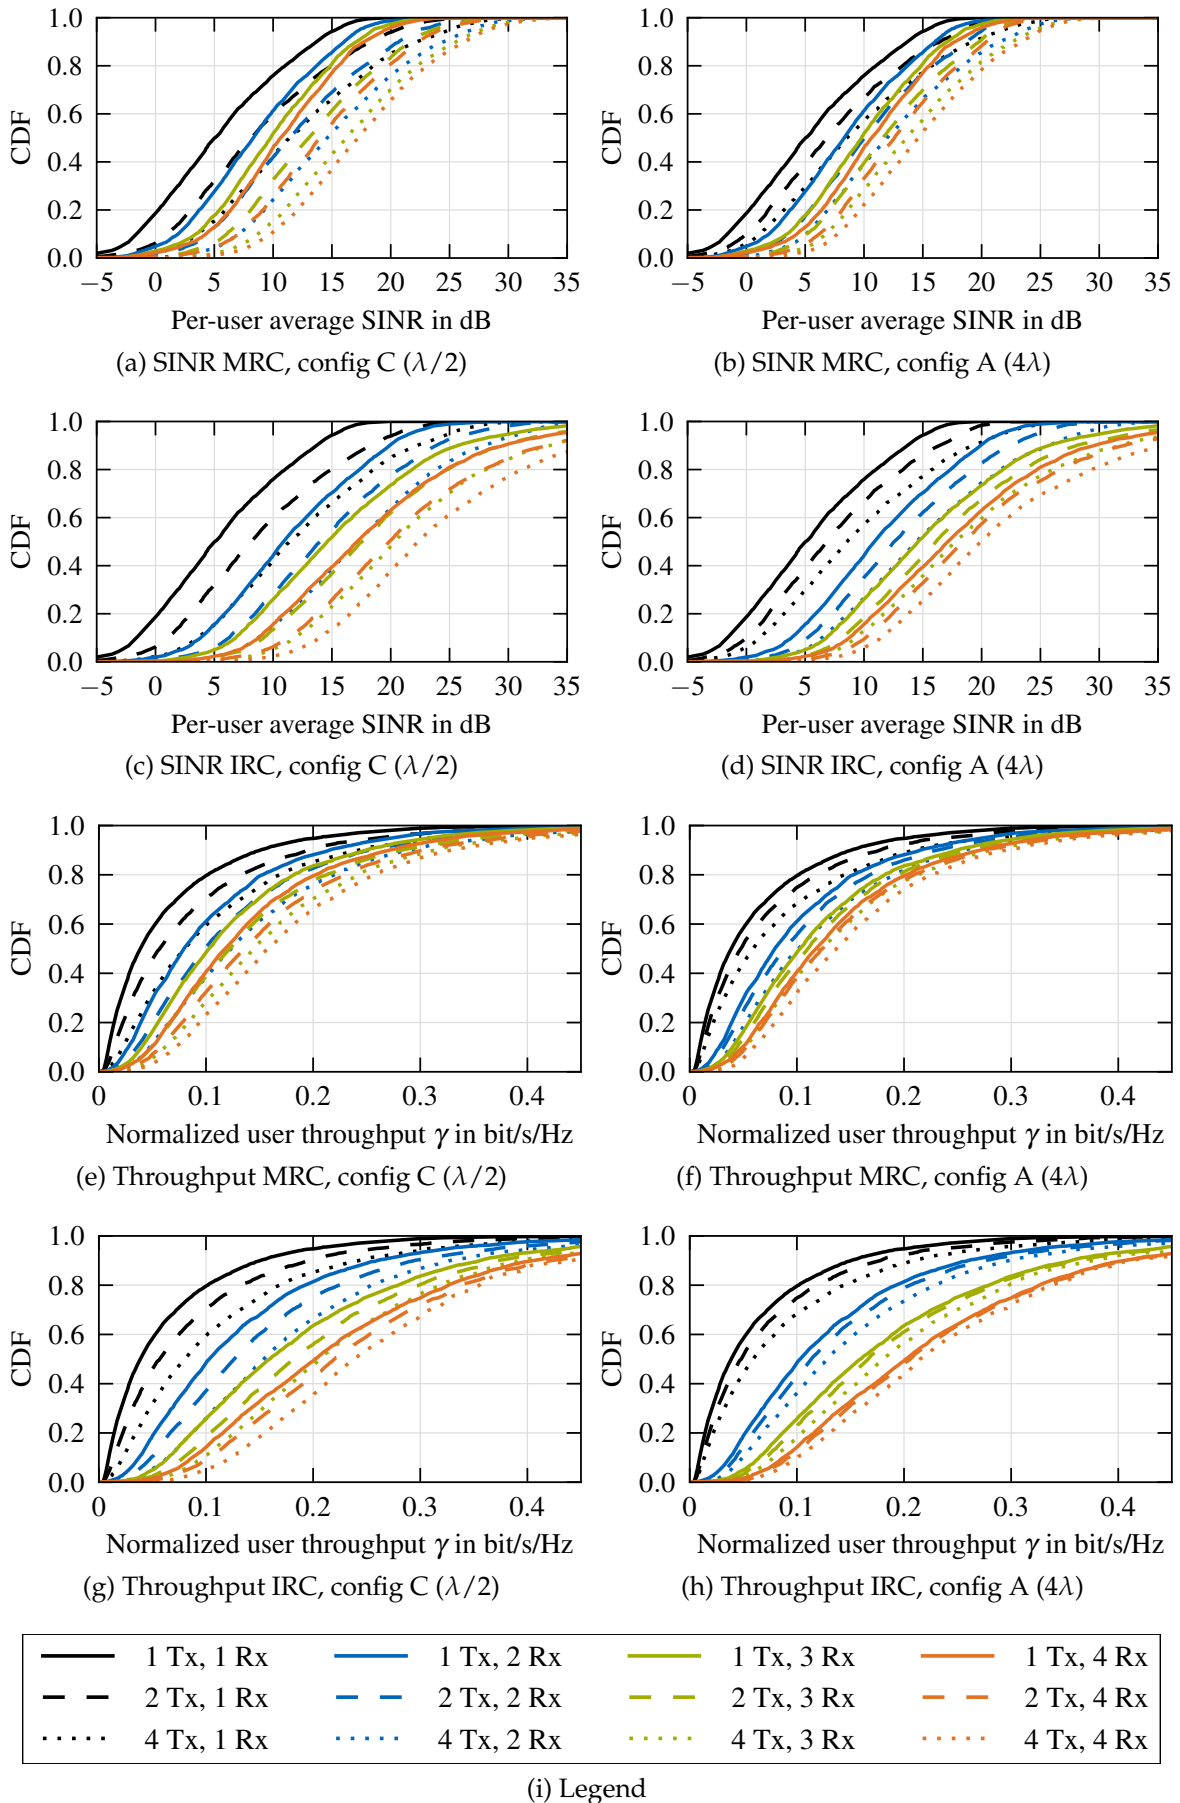 1.0
0.8
0.6
0.4
0.2
0.0
CDF
−5 0 5 10 15 20 25 30 35
Per-user average SINR in dB
(a) SINR MRC, config C (λ/2)
1.0
0.8
0.6
0.4
0.2
0.0
CDF
−5 0 5 10 15 20 25 30 35
Per-user average SINR in dB
(b) SINR MRC, config A (4λ)
1.0
0.8
0.6
0.4
0.2
0.0
CDF
−5 0 5 10 15 20 25 30 35
Per-user average SINR in dB
(c) SINR IRC, config C (λ/2)
1.0
0.8
0.6
0.4
0.2
0.0
CDF
−5 0 5 10 15 20 25 30 35
Per-user average SINR in dB
(d) SINR IRC, config A (4λ)
1.0
0.8
0.6
0.4
0.2
0.0
CDF
0 0.1 0.2 0.3 0.4
Normalized user throughput γ in bit/s/Hz
(e) Throughput MRC, config C (λ/2)
1.0
0.8
0.6
0.4
0.2
0.0
CDF
0 0.1 0.2 0.3 0.4
Normalized user throughput γ in bit/s/Hz
(f) Throughput MRC, config A (4λ)
1.0
0.8
0.6
0.4
0.2
0.0
CDF
0 0.1 0.2 0.3 0.4
Normalized user throughput γ in bit/s/Hz
(g) Throughput IRC, config C (λ/2)
1.0
0.8
0.6
0.4
0.2
0.0
CDF
0 0.1 0.2 0.3 0.4
Normalized user throughput γ in bit/s/Hz
(h) Throughput IRC, config A (4λ)
1 Tx, 1 Rx 1 Tx, 2 Rx 1 Tx, 3 Rx 1 Tx, 4 Rx
2 Tx, 1 Rx 2 Tx, 2 Rx 2 Tx, 3 Rx 2 Tx, 4 Rx
4 Tx, 1 Rx 4 Tx, 2 Rx 4 Tx, 3 Rx 4 Tx, 4 Rx
(i) Legend